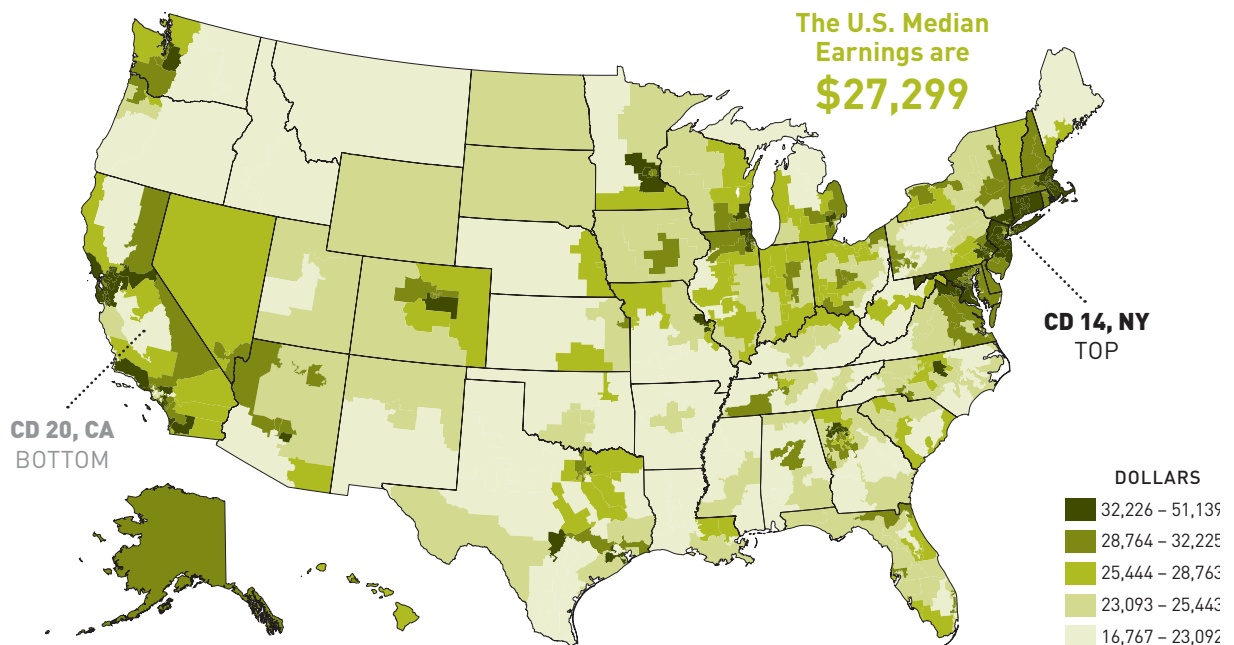 The U.S. Median
Earnings are
$27,299
CD 14, NY
TOP
CD 20, CA
BOTTOM
DOLLARS
32,226 – 51,139
28,764 – 32,225
25,444 – 28,763
23,093 – 25,443
16,767 – 23,092